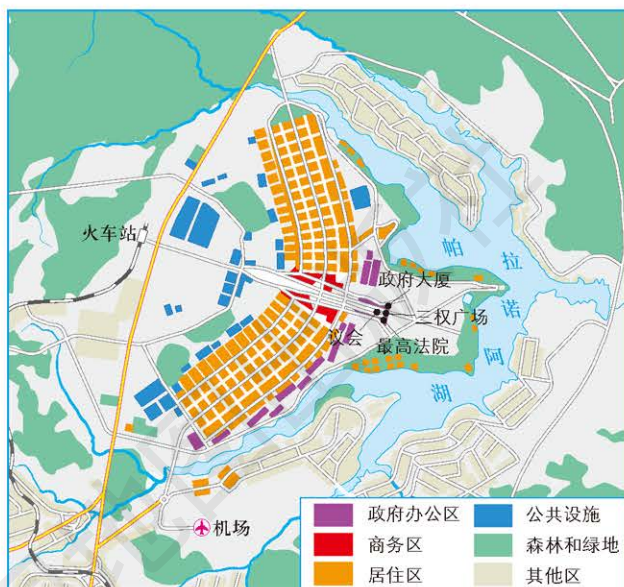 火车站
政府大厦
三权广场
议会
最高法院
帕拉诺阿湖
机场
政府办公区
公共设施
商务区
森林和绿地
居住区
其他区